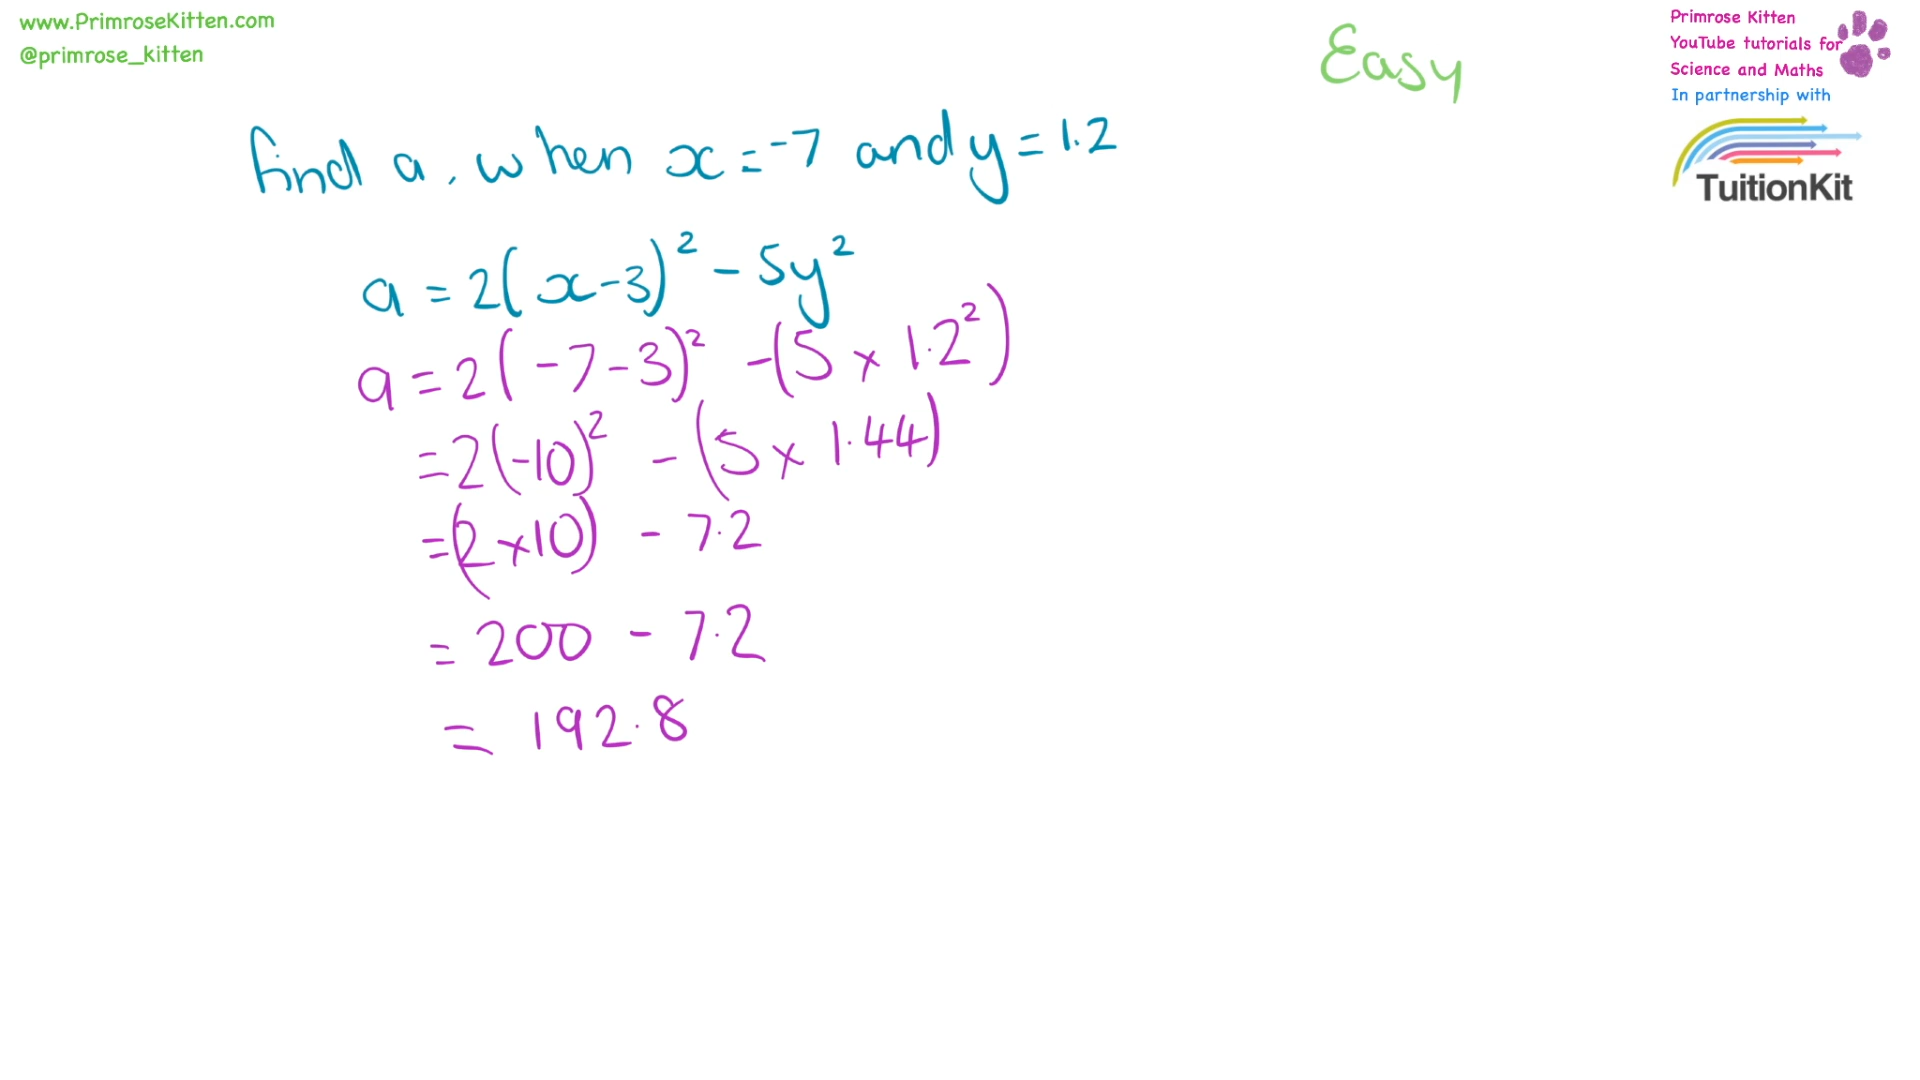 www.PrimroseKitten.com
@primrose_kitten
Easy
Primrose Kitten
YouTube tutorials for
Science and Maths
In partnership with
TuitionKit
find a, when x = -7 and y = 1.2
a = 2(x-3)² - 5y²
a = 2(-7-3)² -(5 × 1.2²)
= 2(-10)² - (5 × 1.44)
= (2 × 10) - 7.2
= 200 - 7.2
= 192.8